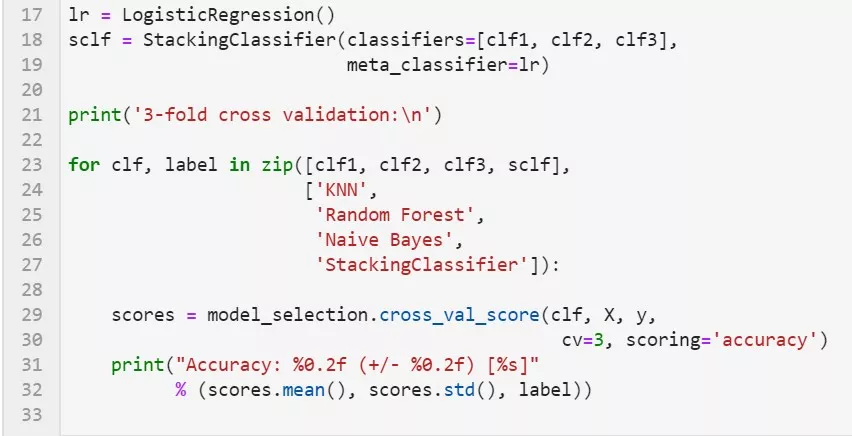 17 lr = LogisticRegression()
18 sclf = StackingClassifier(classifiers=[clf1, clf2, clf3],
19                           meta_classifier=lr)
20
21 print('3-fold cross validation:\n')
22
23 for clf, label in zip([clf1, clf2, clf3, sclf],
24                       ['KNN',
25                        'Random Forest',
26                        'Naive Bayes',
27                        'StackingClassifier']):
28
29     scores = model_selection.cross_val_score(clf, X, y,
30                                               cv=3, scoring='accuracy')
31     print("Accuracy: %0.2f (+/- %0.2f) [%s]"
32           % (scores.mean(), scores.std(), label))
33